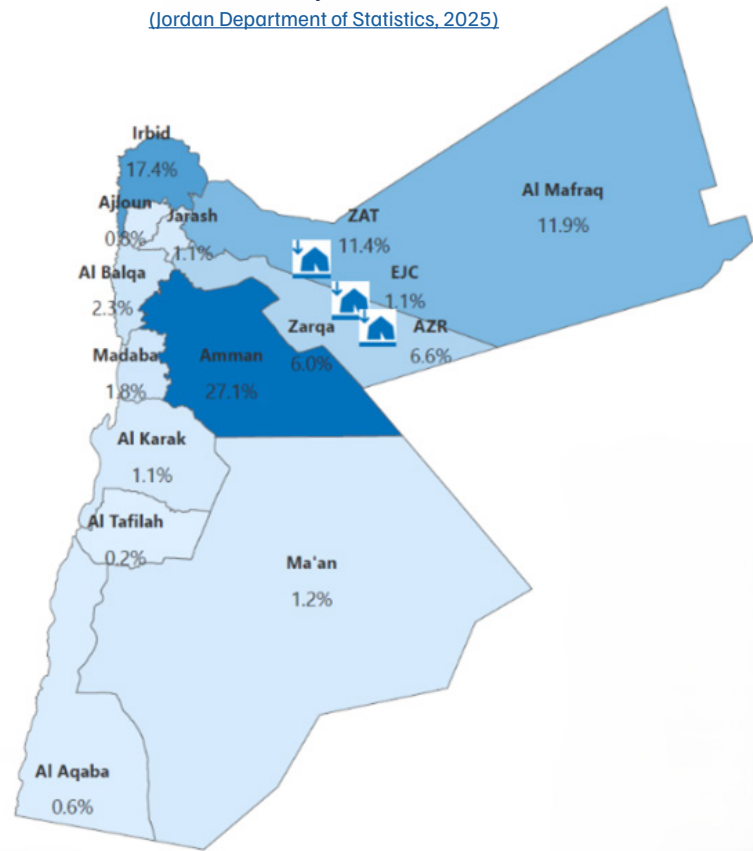 (Jordan Department of Statistics, 2025)
Irbid
17.4%
Ajloun
0.8%
Jarash
1.1%
ZAT
11.4%
Al Mafraq
11.9%
Al Balqa
2.3%
EJC
1.1%
Zarqa
6.0%
AZR
6.6%
Madaba
1.8%
Amman
27.1%
Al Karak
1.1%
Al Tafilah
0.2%
Ma'an
1.2%
Al Aqaba
0.6%